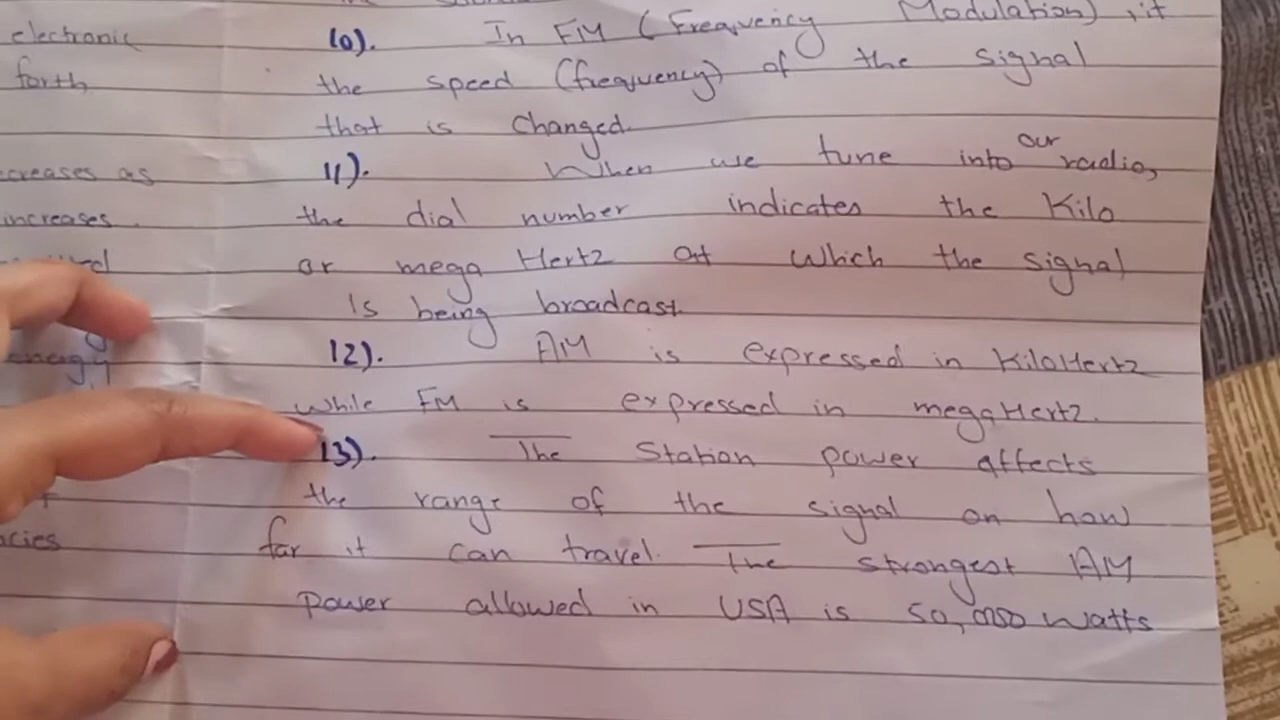 electronic
forth
creases as
increases.
energy
cies
10). In FM (Frequency Modulation), it
the speed (frequency) of the signal
that is changed.
11). When we tune into our radio,
the dial number indicates the Kilo
or mega Hertz at which the signal
is being broadcast.
12). AM is expressed in KiloHertz
while FM is expressed in megaHertz.
13). The Station power affects
the range of the signal on how
far it can travel. The strongest AM
power allowed in USA is 50,000 watts